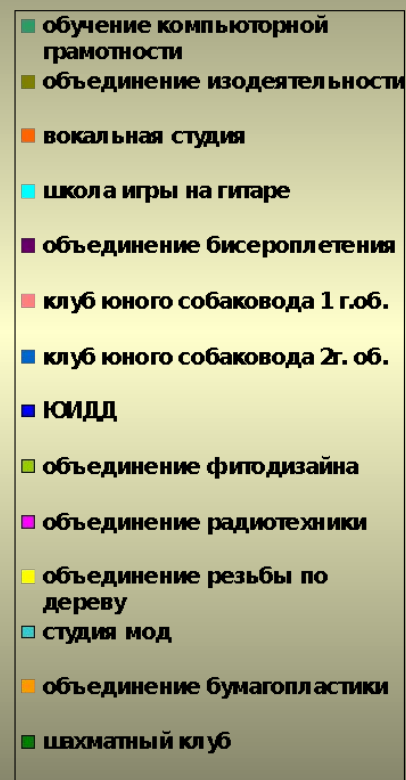 обучение компьюторной
грамотности
объединение изодеятельности
вокальная студия
школа игры на гитаре
объединение бисероплетения
клуб юного собаковода 1 г.об.
клуб юного собаковода 2г. об.
ЮИДД
объединение фитодизайна
объединение радиотехники
объединение резьбы по
дереву
студия мод
объединение бумагопластики
шахматный клуб